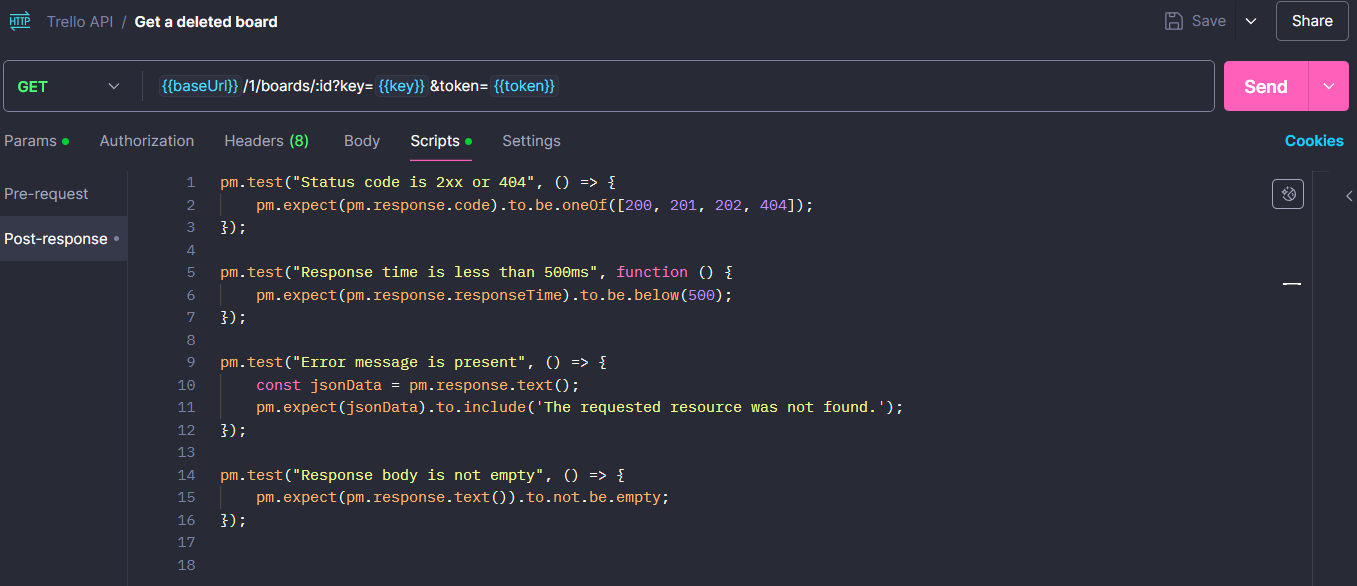 HTTP Trello API / Get a deleted board Save Share
GET {{baseUrl}} /1/boards/:id?key= {{key}} &token= {{token}} Send
Params Authorization Headers (8) Body Scripts Settings Cookies
Pre-request
Post-response
1 pm.test("Status code is 2xx or 404", () => {
2     pm.expect(pm.response.code).to.be.oneOf([200, 201, 202, 404]);
3 });
4
5 pm.test("Response time is less than 500ms", function () {
6     pm.expect(pm.response.responseTime).to.be.below(500);
7 });
8
9 pm.test("Error message is present", () => {
10     const jsonData = pm.response.text();
11     pm.expect(jsonData).to.include('The requested resource was not found.');
12 });
13
14 pm.test("Response body is not empty", () => {
15     pm.expect(pm.response.text()).to.not.be.empty;
16 });
17
18